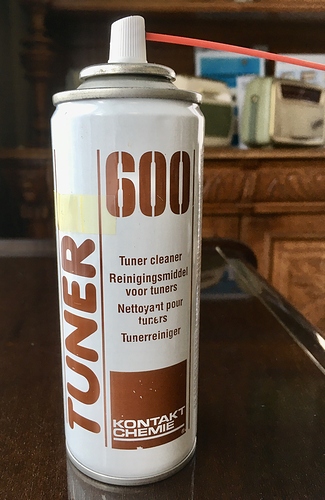 TUNER
600
Tuner cleaner
Reinigingsmiddel
voor tuners
Nettoyant pour
tuners
Tunerreiniger
KONTAKT
CHEMIE